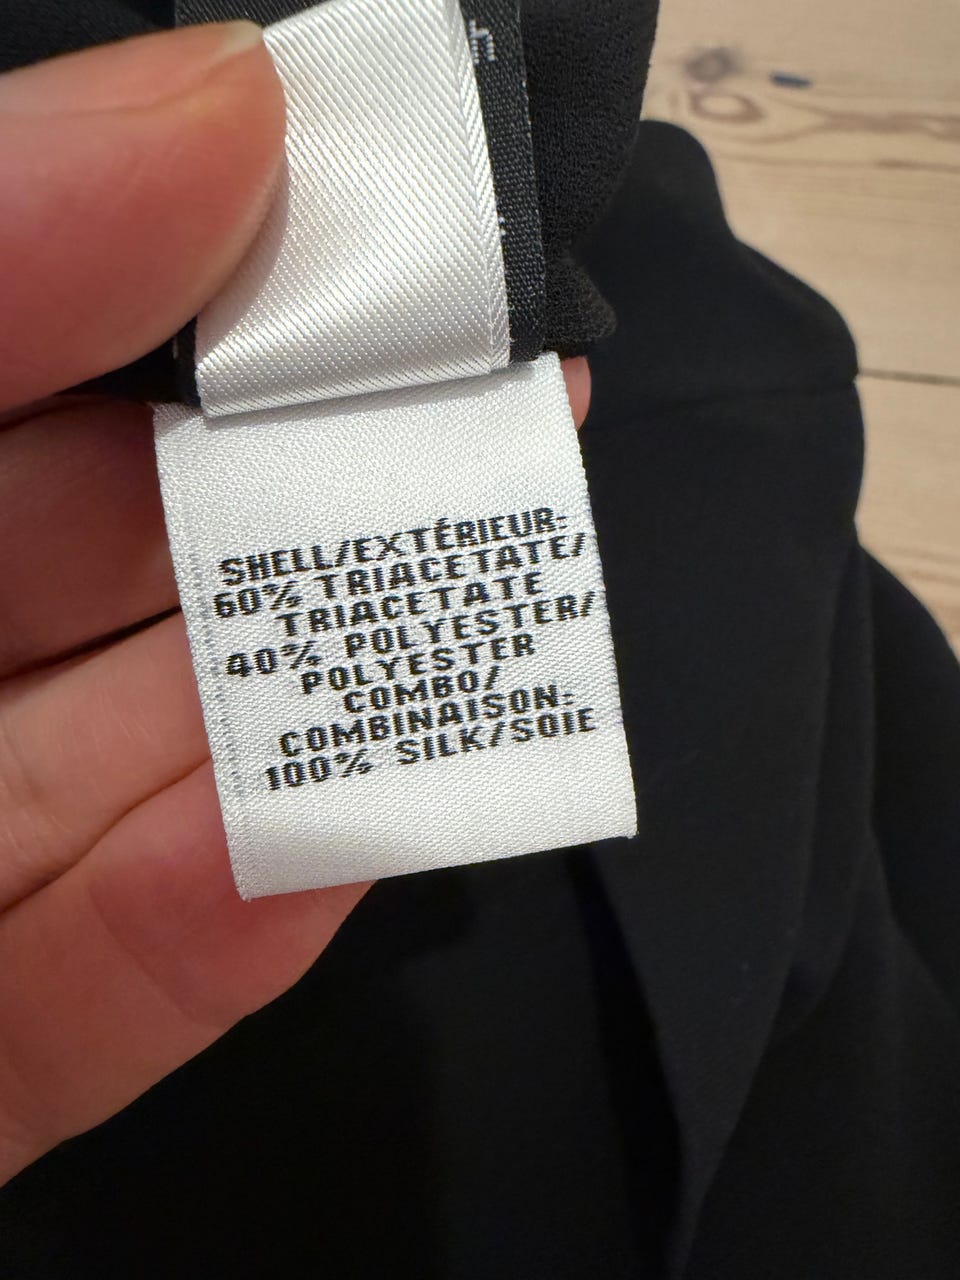 SHELL/EXTÉRIEUR:
60% TRIACETATE/
TRIACETATE
40% POLYESTER/
POLYESTER
COMBO/
COMBINAISON:
100% SILK/SOIE